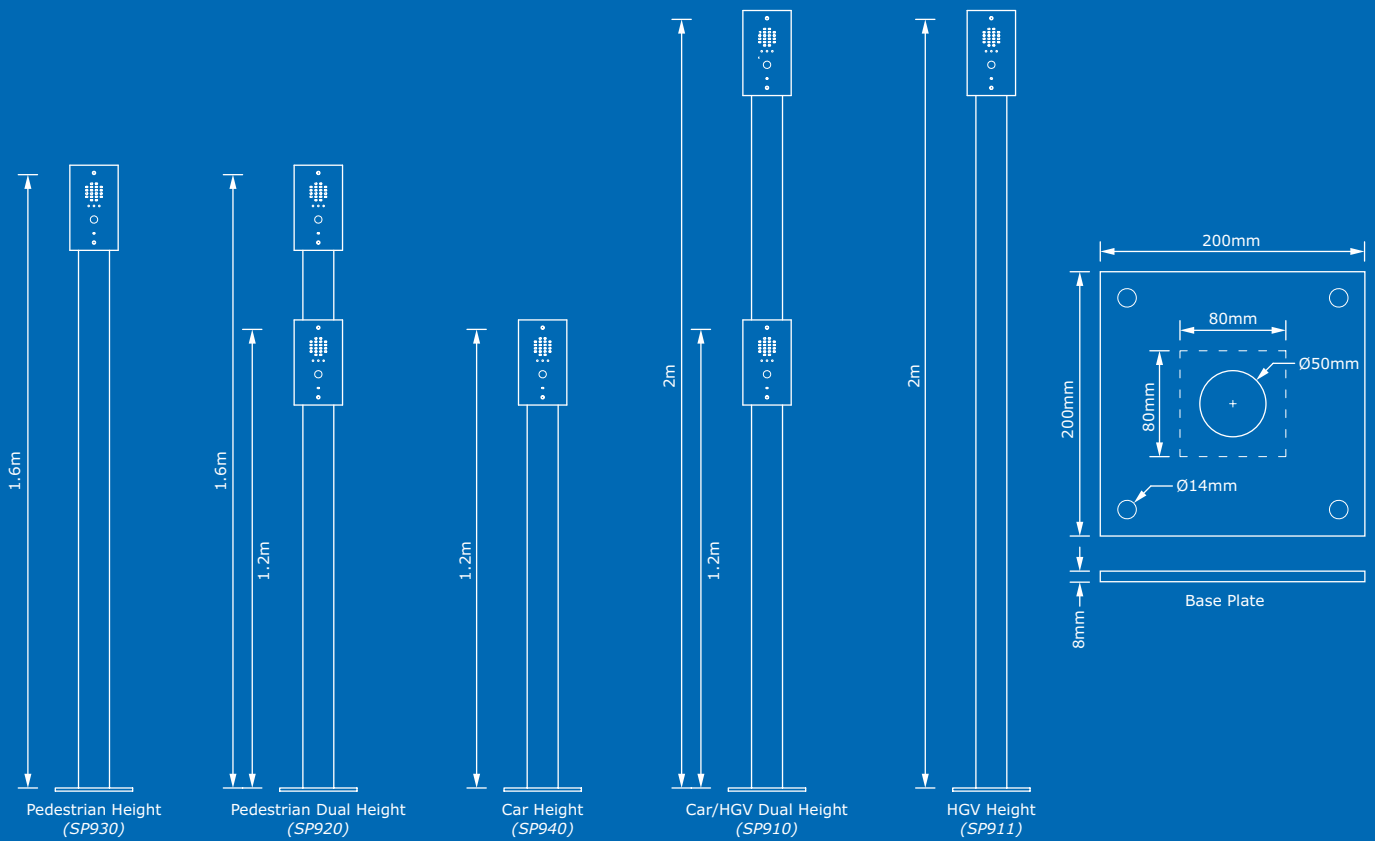 1.6m
Pedestrian Height
(SP930)
1.6m
1.2m
Pedestrian Dual Height
(SP920)
1.2m
Car Height
(SP940)
2m
1.2m
Car/HGV Dual Height
(SP910)
2m
HGV Height
(SP911)
200mm
200mm
80mm
80mm
Ø50mm
Ø14mm
8mm
Base Plate